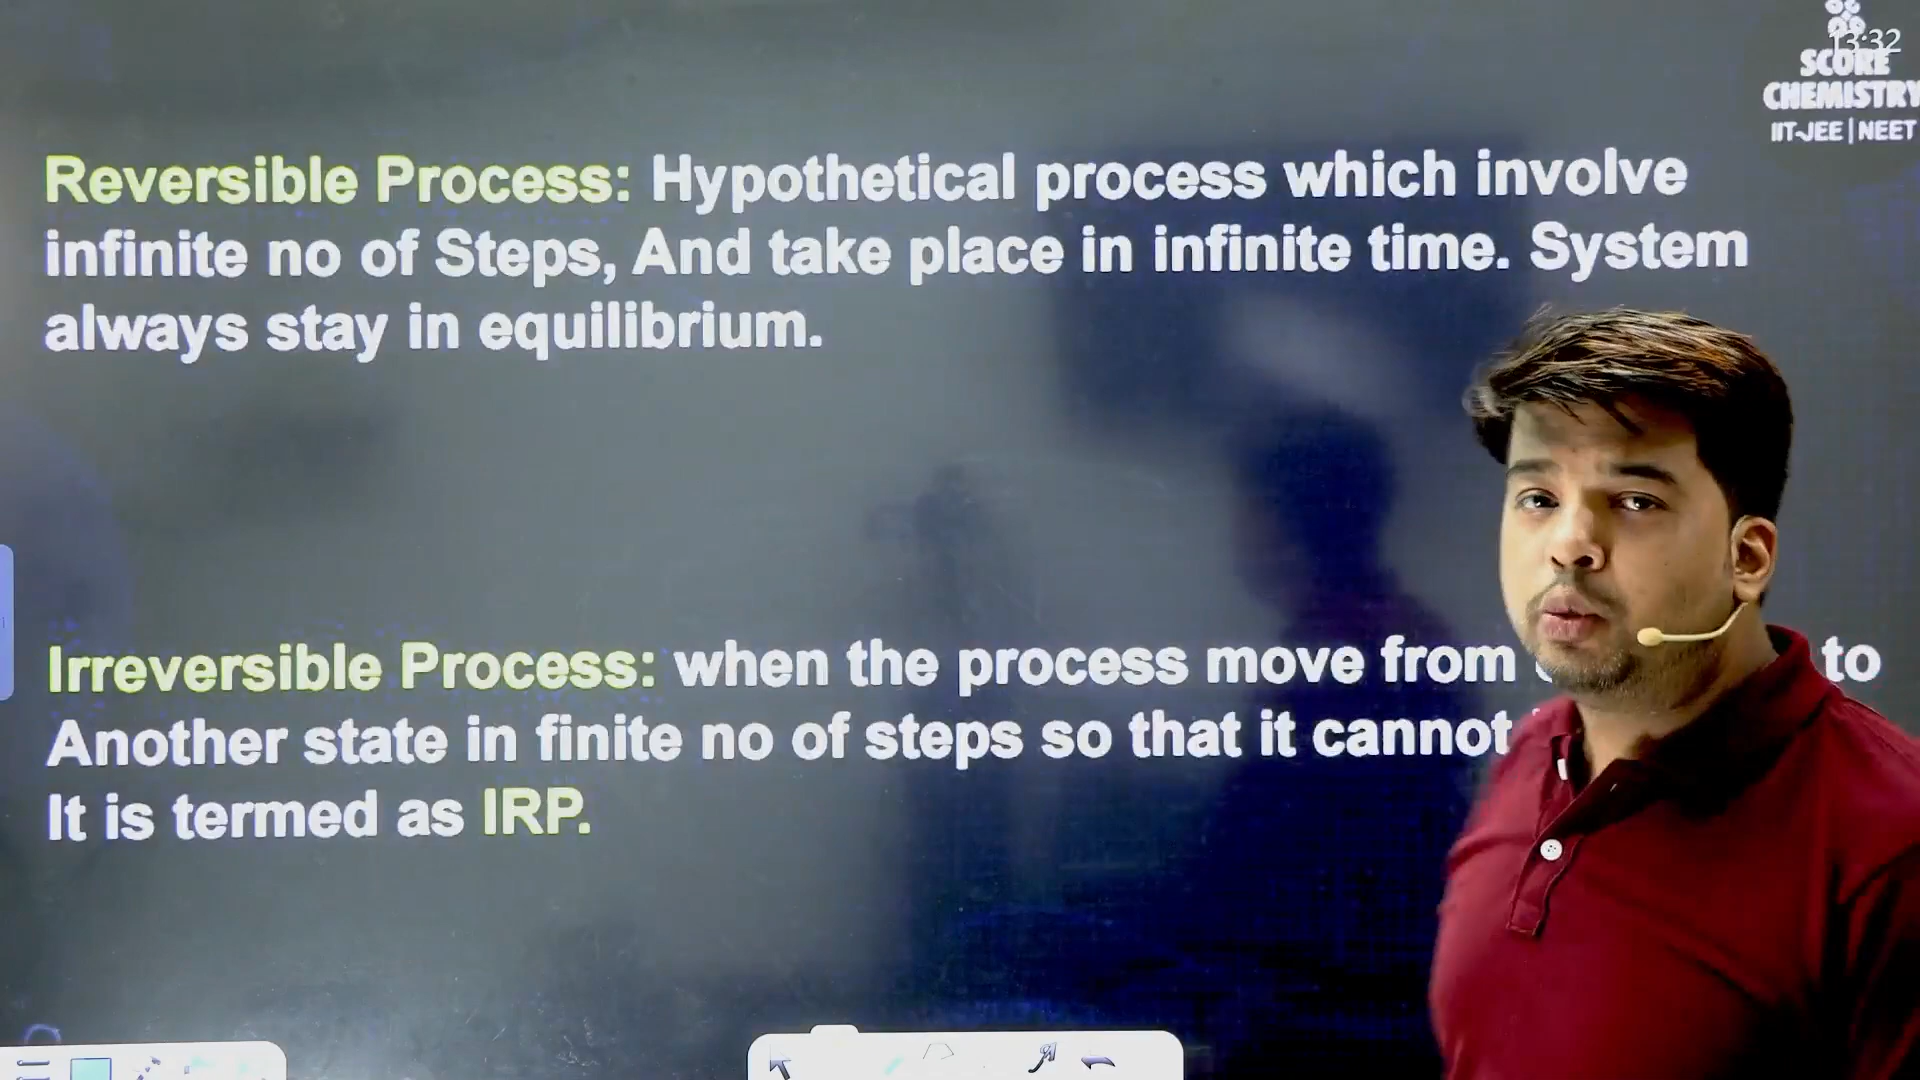 13:32
SCORE
CHEMISTRY
IIT-JEE | NEET
Reversible Process: Hypothetical process which involve
infinite no of Steps, And take place in infinite time. System
always stay in equilibrium.
Irreversible Process: when the process move from to
Another state in finite no of steps so that it cannot
It is termed as IRP.